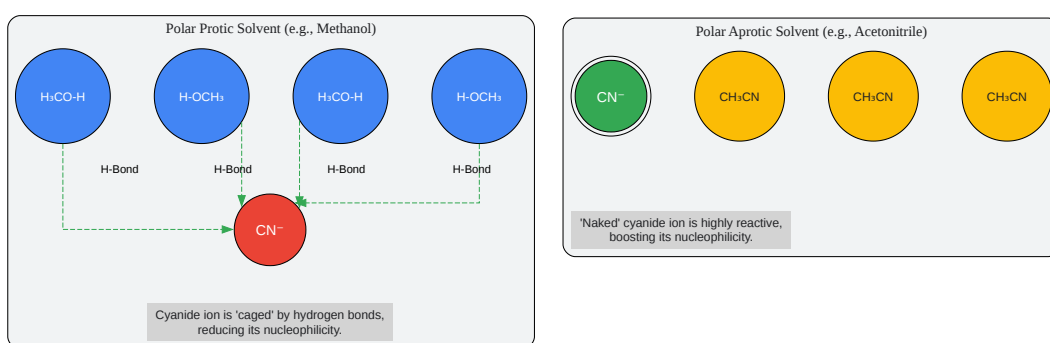 Polar Protic Solvent (e.g., Methanol)
H₃CO-H
H-OCH₃
H₃CO-H
H-OCH₃
H-Bond
H-Bond
H-Bond
H-Bond
CN⁻
Cyanide ion is 'caged' by hydrogen bonds,
reducing its nucleophilicity.
Polar Aprotic Solvent (e.g., Acetonitrile)
CN⁻
CH₃CN
CH₃CN
CH₃CN
'Naked' cyanide ion is highly reactive,
boosting its nucleophilicity.